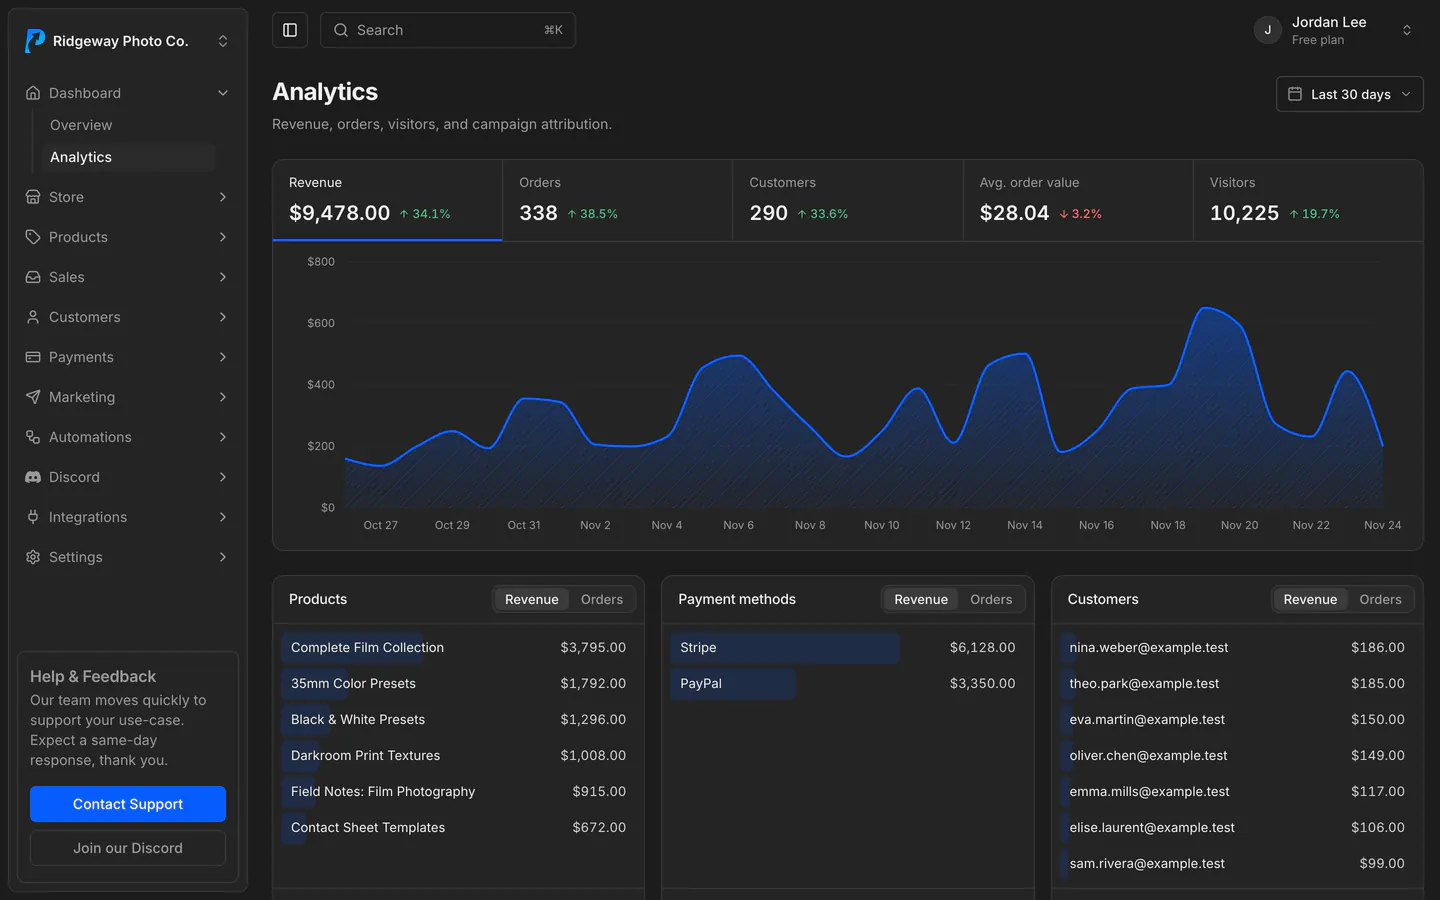 Ridgeway Photo Co.
Dashboard
Overview
Analytics
Store
Products
Sales
Customers
Payments
Marketing
Automations
Discord
Integrations
Settings
Help & Feedback
Our team moves quickly to
support your use-case.
Expect a same-day
response, thank you.
Contact Support
Join our Discord
Search ⌘K
J
Jordan Lee
Free plan
Analytics
Revenue, orders, visitors, and campaign attribution.
Last 30 days
Revenue
$9,478.00 ↑ 34.1%
Orders
338 ↑ 38.5%
Customers
290 ↑ 33.6%
Avg. order value
$28.04 ↓ 3.2%
Visitors
10,225 ↑ 19.7%
$800
$600
$400
$200
$0
Oct 27 Oct 29 Oct 31 Nov 2 Nov 4 Nov 6 Nov 8 Nov 10 Nov 12 Nov 14 Nov 16 Nov 18 Nov 20 Nov 22 Nov 24
Products Revenue Orders
Complete Film Collection $3,795.00
35mm Color Presets $1,792.00
Black & White Presets $1,296.00
Darkroom Print Textures $1,008.00
Field Notes: Film Photography $915.00
Contact Sheet Templates $672.00
Payment methods Revenue Orders
Stripe $6,128.00
PayPal $3,350.00
Customers Revenue Orders
nina.weber@example.test $186.00
theo.park@example.test $185.00
eva.martin@example.test $150.00
oliver.chen@example.test $149.00
emma.mills@example.test $117.00
elise.laurent@example.test $106.00
sam.rivera@example.test $99.00